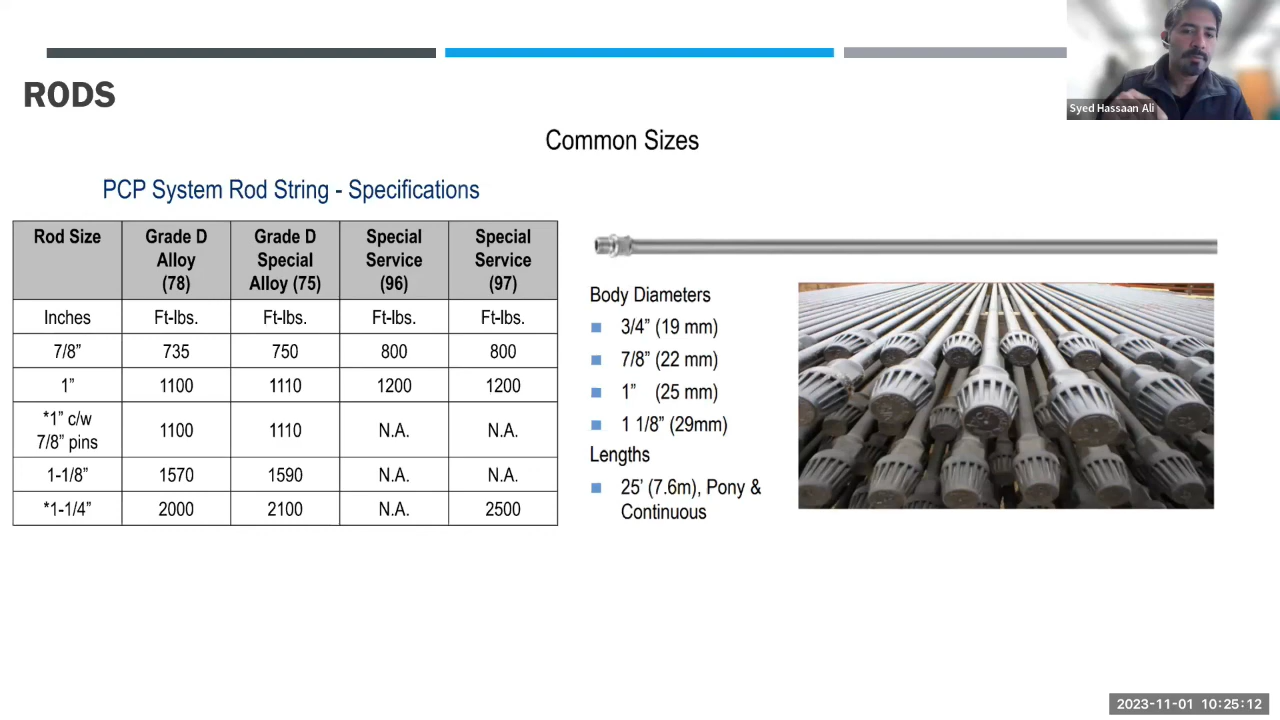 Syed Hassaan Ali
RODS
Common Sizes
PCP System Rod String - Specifications
Rod Size Grade D Alloy (78) Grade D Special Alloy (75) Special Service (96) Special Service (97)
Inches Ft-lbs. Ft-lbs. Ft-lbs. Ft-lbs.
7/8” 735 750 800 800
1” 1100 1110 1200 1200
*1” c/w 7/8” pins 1100 1110 N.A. N.A.
1-1/8” 1570 1590 N.A. N.A.
*1-1/4” 2000 2100 N.A. 2500
Body Diameters
3/4” (19 mm)
7/8” (22 mm)
1” (25 mm)
1 1/8” (29mm)
Lengths
25’ (7.6m), Pony &
Continuous
2023-11-01 10:25:12